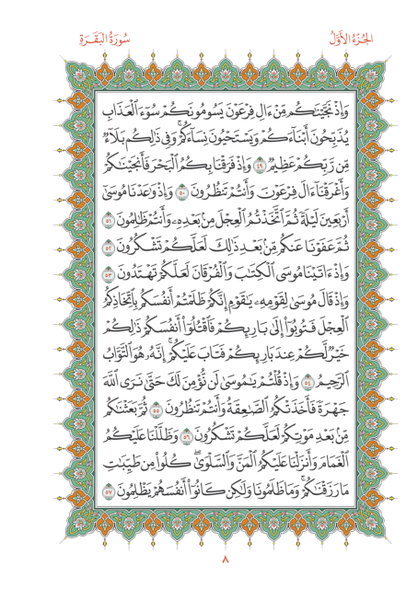 الجُزْءُ الأَوَّلُ
سُورَةُ البَقَرَةِ
وَإِذْ نَجَّيْنَٰكُم مِّنْ ءَالِ فِرْعَوْنَ يَسُومُونَكُمْ سُوٓءَ ٱلْعَذَابِ
يُذَبِّحُونَ أَبْنَآءَكُمْ وَيَسْتَحْيُونَ نِسَآءَكُمْ ۚ وَفِى ذَٰلِكُم بَلَآءٌ
مِّن رَّبِّكُمْ عَظِيمٌ ٤٩ وَإِذْ فَرَقْنَا بِكُمُ ٱلْبَحْرَ فَأَنجَيْنَٰكُمْ
وَأَغْرَقْنَآ ءَالَ فِرْعَوْنَ وَأَنتُمْ تَنظُرُونَ ٥٠ وَإِذْ وَٰعَدْنَا مُوسَىٰٓ
أَرْبَعِينَ لَيْلَةً ثُمَّ ٱتَّخَذْتُمُ ٱلْعِجْلَ مِنۢ بَعْدِهِۦ وَأَنتُمْ ظَٰلِمُونَ ٥١
ثُمَّ عَفَوْنَا عَنكُم مِّنۢ بَعْدِ ذَٰلِكَ لَعَلَّكُمْ تَشْكُرُونَ ٥٢
وَإِذْ ءَاتَيْنَا مُوسَى ٱلْكِتَٰبَ وَٱلْفُرْقَانَ لَعَلَّكُمْ تَهْتَدُونَ ٥٣
وَإِذْ قَالَ مُوسَىٰ لِقَوْمِهِۦ يَٰقَوْمِ إِنَّكُمْ ظَلَمْتُمْ أَنفُسَكُم بِٱتِّخَاذِكُمُ
ٱلْعِجْلَ فَتُوبُوٓا۟ إِلَىٰ بَارِئِكُمْ فَٱقْتُلُوٓا۟ أَنفُسَكُمْ ذَٰلِكُمْ
خَيْرٌ لَّكُمْ عِندَ بَارِئِكُمْ فَتَابَ عَلَيْكُمْ ۚ إِنَّهُۥ هُوَ ٱلتَّوَّابُ
ٱلرَّحِيمُ ٥٤ وَإِذْ قُلْتُمْ يَٰمُوسَىٰ لَن نُّؤْمِنَ لَكَ حَتَّىٰ نَرَى ٱللَّهَ
جَهْرَةً فَأَخَذَتْكُمُ ٱلصَّٰعِقَةُ وَأَنتُمْ تَنظُرُونَ ٥٥ ثُمَّ بَعَثْنَٰكُم
مِّنۢ بَعْدِ مَوْتِكُمْ لَعَلَّكُمْ تَشْكُرُونَ ٥٦ وَظَلَّلْنَا عَلَيْكُمُ
ٱلْغَمَامَ وَأَنزَلْنَا عَلَيْكُمُ ٱلْمَنَّ وَٱلسَّلْوَىٰ ۖ كُلُوا۟ مِن طَيِّبَٰتِ
مَا رَزَقْنَٰكُمْ ۖ وَمَا ظَلَمُونَا وَلَٰكِن كَانُوٓا۟ أَنفُسَهُمْ يَظْلِمُونَ ٥٧
٨